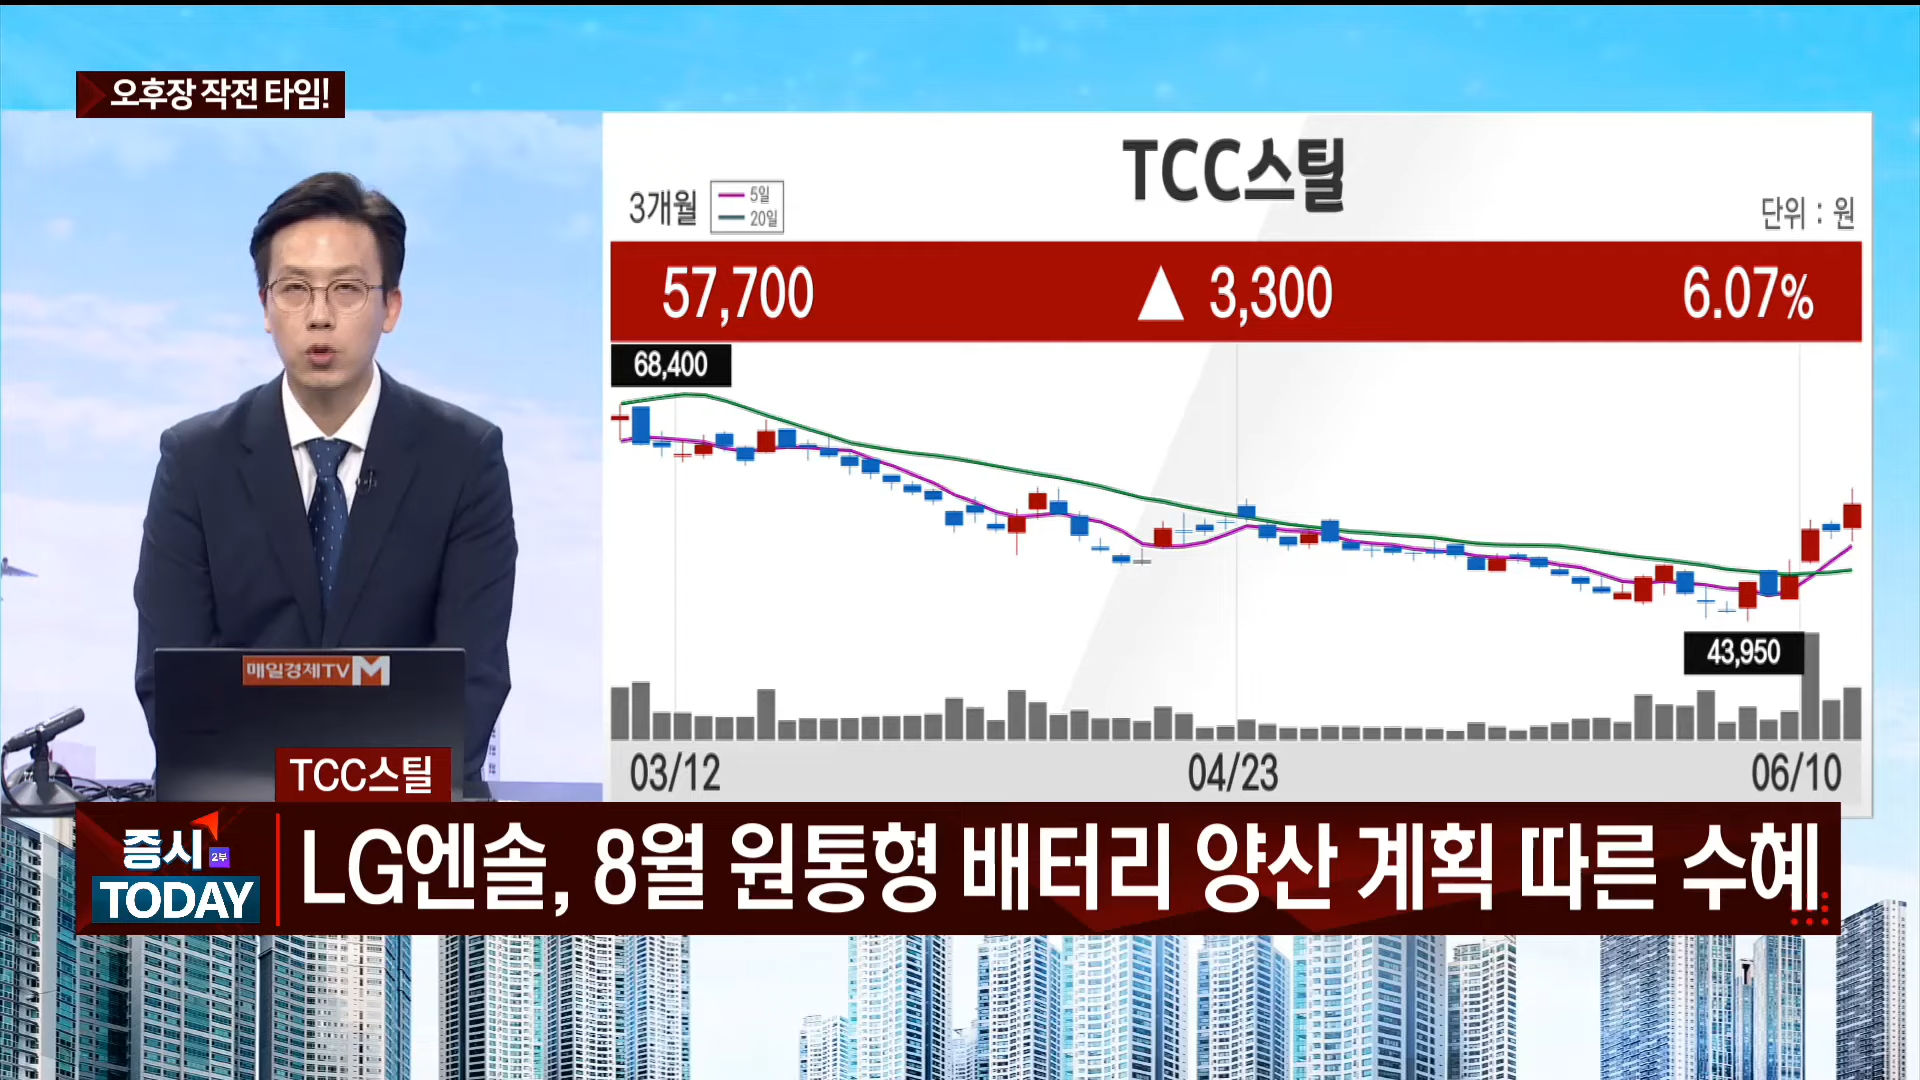 오후장 작전 타임!
TCC스틸
3개월
5일
20일
단위 : 원
57,700 ▲ 3,300 6.07%
68,400
43,950
03/12 04/23 06/10
매일경제TV M
TCC스틸
증시 2부
TODAY
LG엔솔, 8월 원통형 배터리 양산 계획 따른 수혜